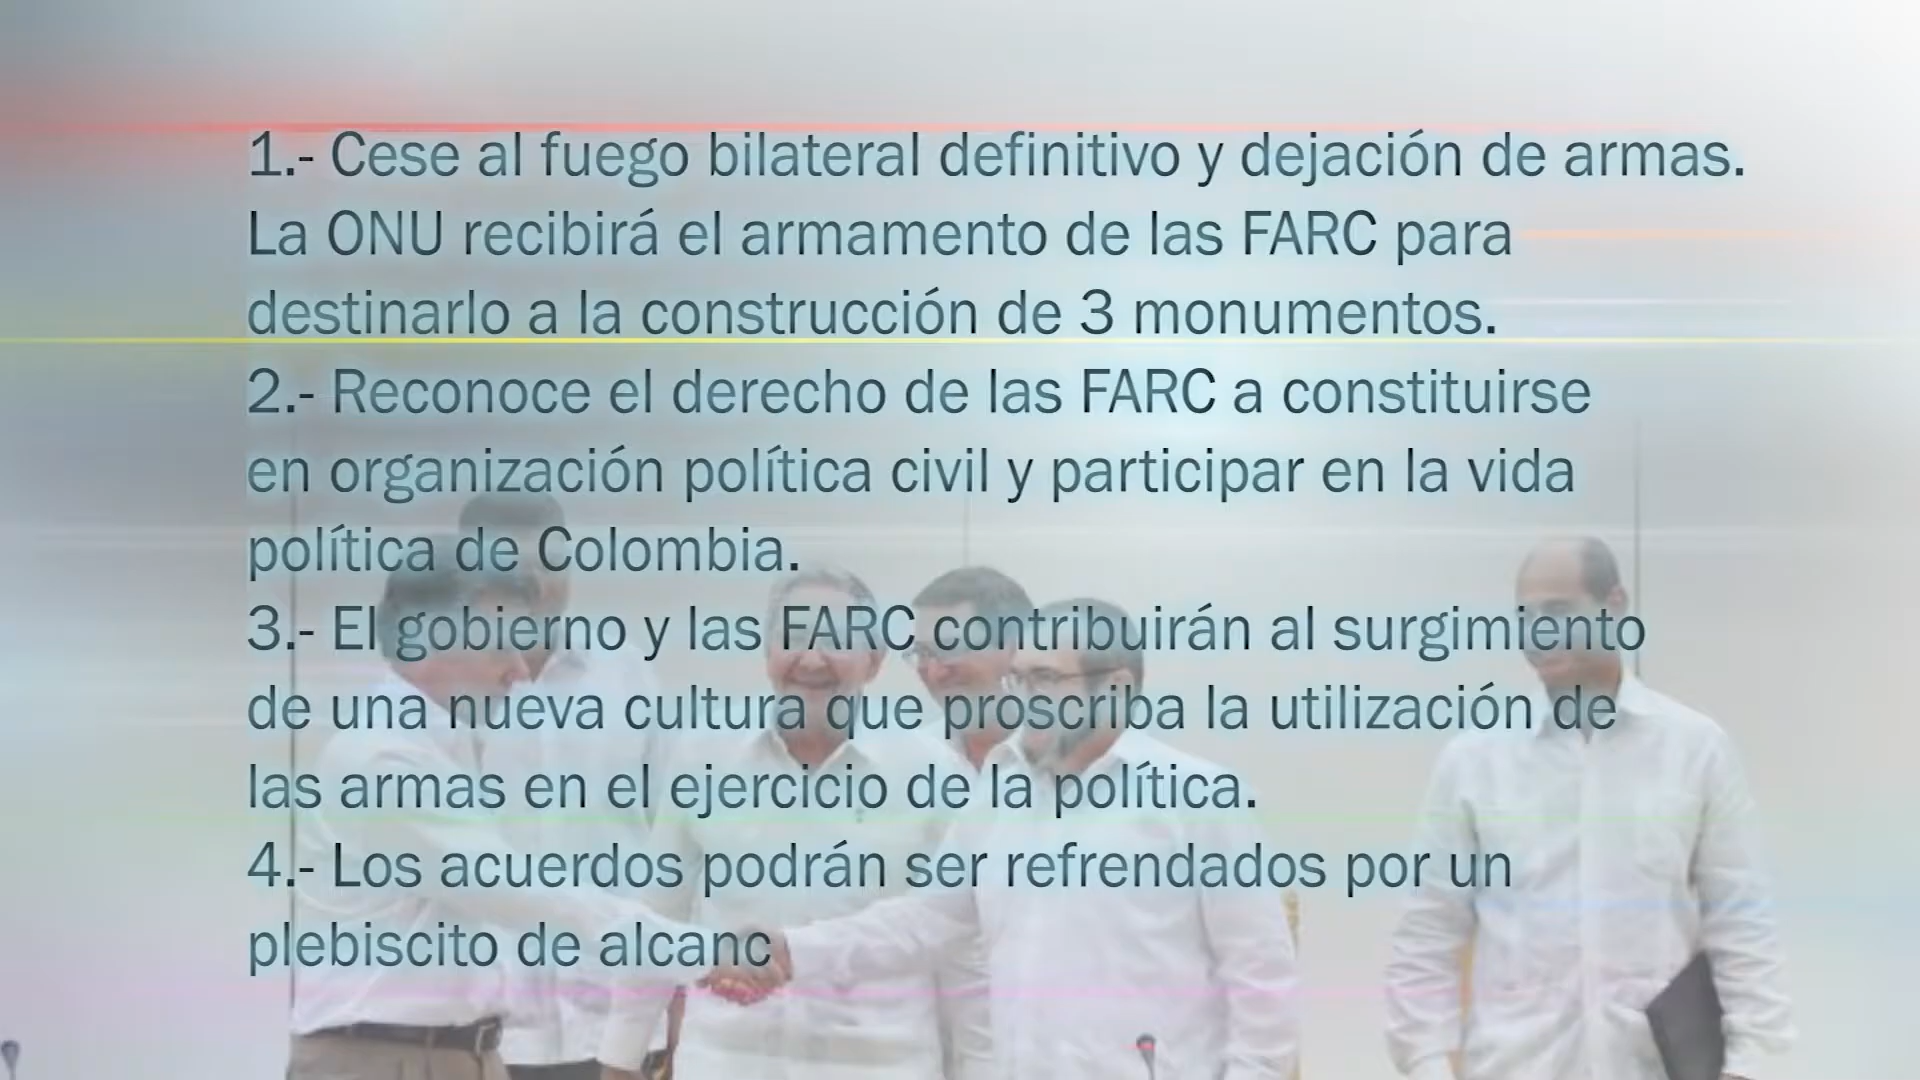 1.- Cese al fuego bilateral definitivo y dejación de armas.
La ONU recibirá el armamento de las FARC para
destinarlo a la construcción de 3 monumentos.
2.- Reconoce el derecho de las FARC a constituirse
en organización política civil y participar en la vida
política de Colombia.
3.- El gobierno y las FARC contribuirán al surgimiento
de una nueva cultura que proscriba la utilización de
las armas en el ejercicio de la política.
4.- Los acuerdos podrán ser refrendados por un
plebiscito de alcanc